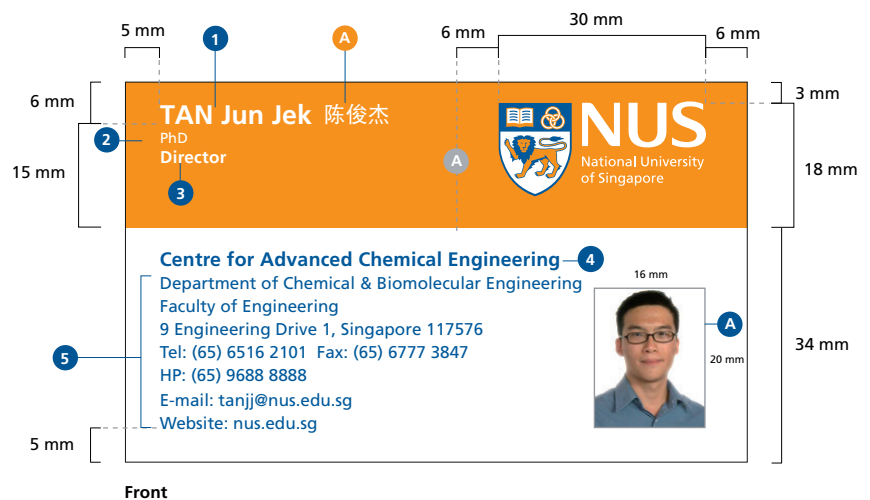 5 mm
1
A
6 mm
30 mm
6 mm
6 mm
3 mm
TAN Jun Jek 陈俊杰
NUS
2
PhD
Director
A
National University
of Singapore
15 mm
18 mm
3
Centre for Advanced Chemical Engineering
4
Department of Chemical & Biomolecular Engineering
16 mm
Faculty of Engineering
9 Engineering Drive 1, Singapore 117576
A
Tel: (65) 6516 2101 Fax: (65) 6777 3847
5
20 mm
34 mm
HP: (65) 9688 8888
E-mail: tanjj@nus.edu.sg
Website: nus.edu.sg
5 mm
Front